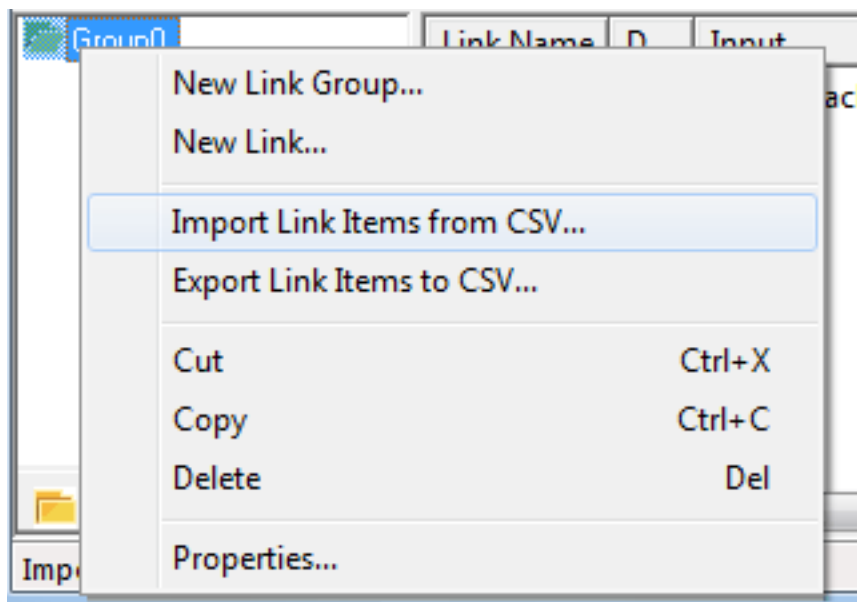 Group0
Link Name D... Input
New Link Group...
New Link...
Import Link Items from CSV...
Export Link Items to CSV...
Cut Ctrl+X
Copy Ctrl+C
Delete Del
Properties...